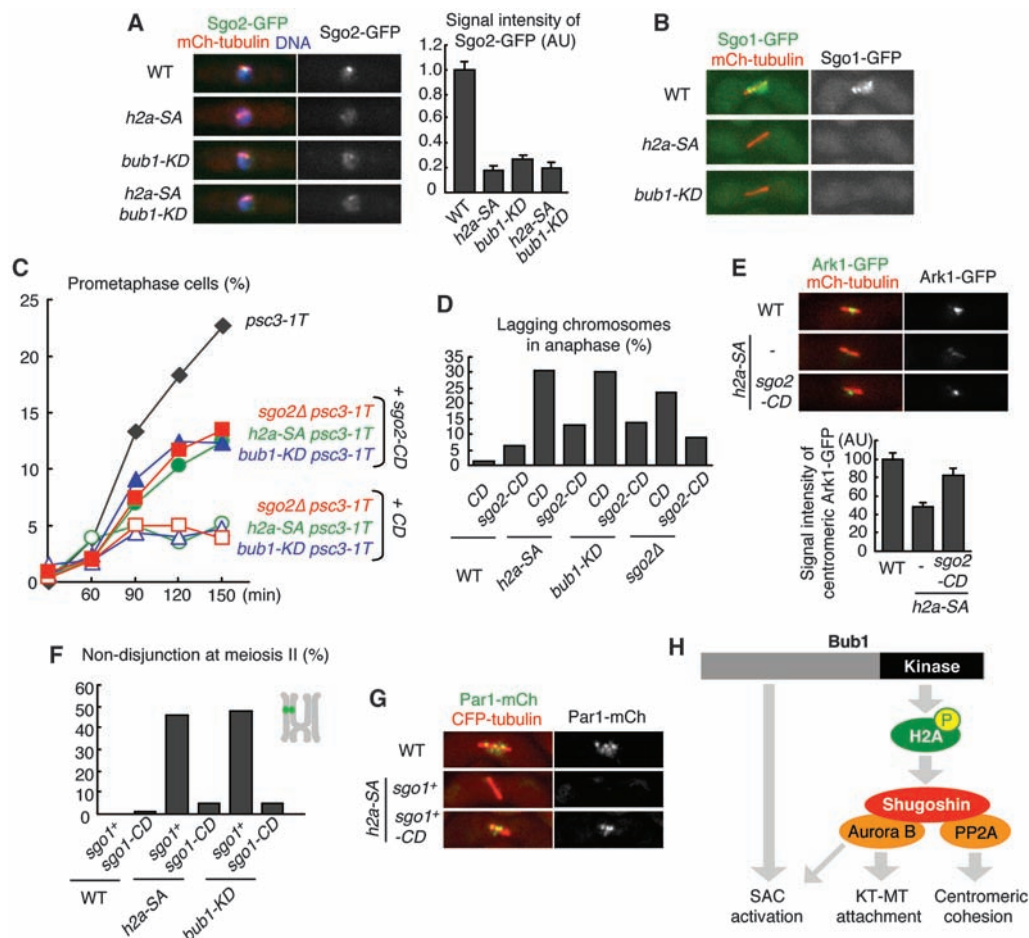 A
Sgo2-GFP
mCh-tubulin DNA
Sgo2-GFP
WT
h2a-SA
bub1-KD
h2a-SA
bub1-KD
Signal intensity of
Sgo2-GFP (AU)
1.0
0.8
0.6
0.4
0.2
0
WT
h2a-SA
bub1-KD
h2a-SA
bub1-KD
B
Sgo1-GFP
mCh-tubulin
Sgo1-GFP
WT
h2a-SA
bub1-KD
C
Prometaphase cells (%)
25
20
15
10
5
0
60 90 120 150 (min)
psc3-1T
sgo2Δ psc3-1T
h2a-SA psc3-1T
bub1-KD psc3-1T
+ sgo2-CD
sgo2Δ psc3-1T
h2a-SA psc3-1T
bub1-KD psc3-1T
+ CD
D
Lagging chromosomes
in anaphase (%)
35
30
25
20
15
10
5
0
CD
sgo2-CD
CD
sgo2-CD
CD
sgo2-CD
CD
sgo2-CD
WT
h2a-SA
bub1-KD
sgo2Δ
E
Ark1-GFP
mCh-tubulin
Ark1-GFP
WT
h2a-SA
-
sgo2
-CD
Signal intensity of
centromeric Ark1-GFP
(AU)
100
80
60
40
20
0
WT
-
sgo2
-CD
h2a-SA
F
Non-disjunction at meiosis II (%)
60
50
40
30
20
10
0
sgo1+
sgo1-CD
sgo1+
sgo1-CD
sgo1+
sgo1-CD
WT
h2a-SA
bub1-KD
G
Par1-mCh
CFP-tubulin
Par1-mCh
WT
h2a-SA
sgo1+
sgo1+
-CD
H
Bub1
Kinase
P
H2A
Shugoshin
Aurora B
PP2A
SAC
activation
KT-MT
attachment
Centromeric
cohesion